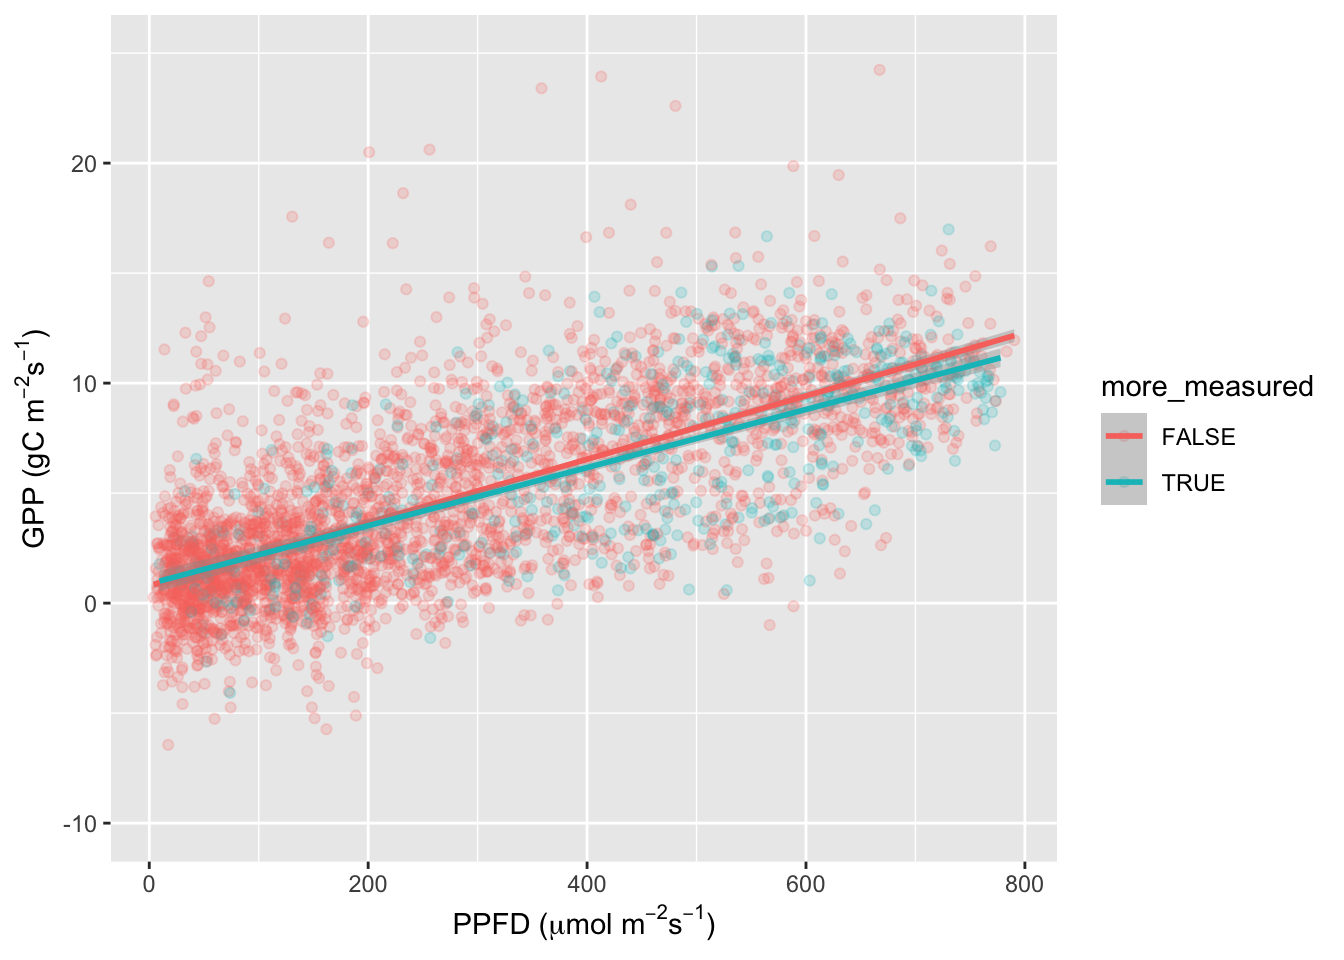 GPP (gC m⁻²s⁻¹)
20
10
0
-10
0 200 400 600 800
PPFD (μmol m⁻²s⁻¹)
more_measured
FALSE
TRUE